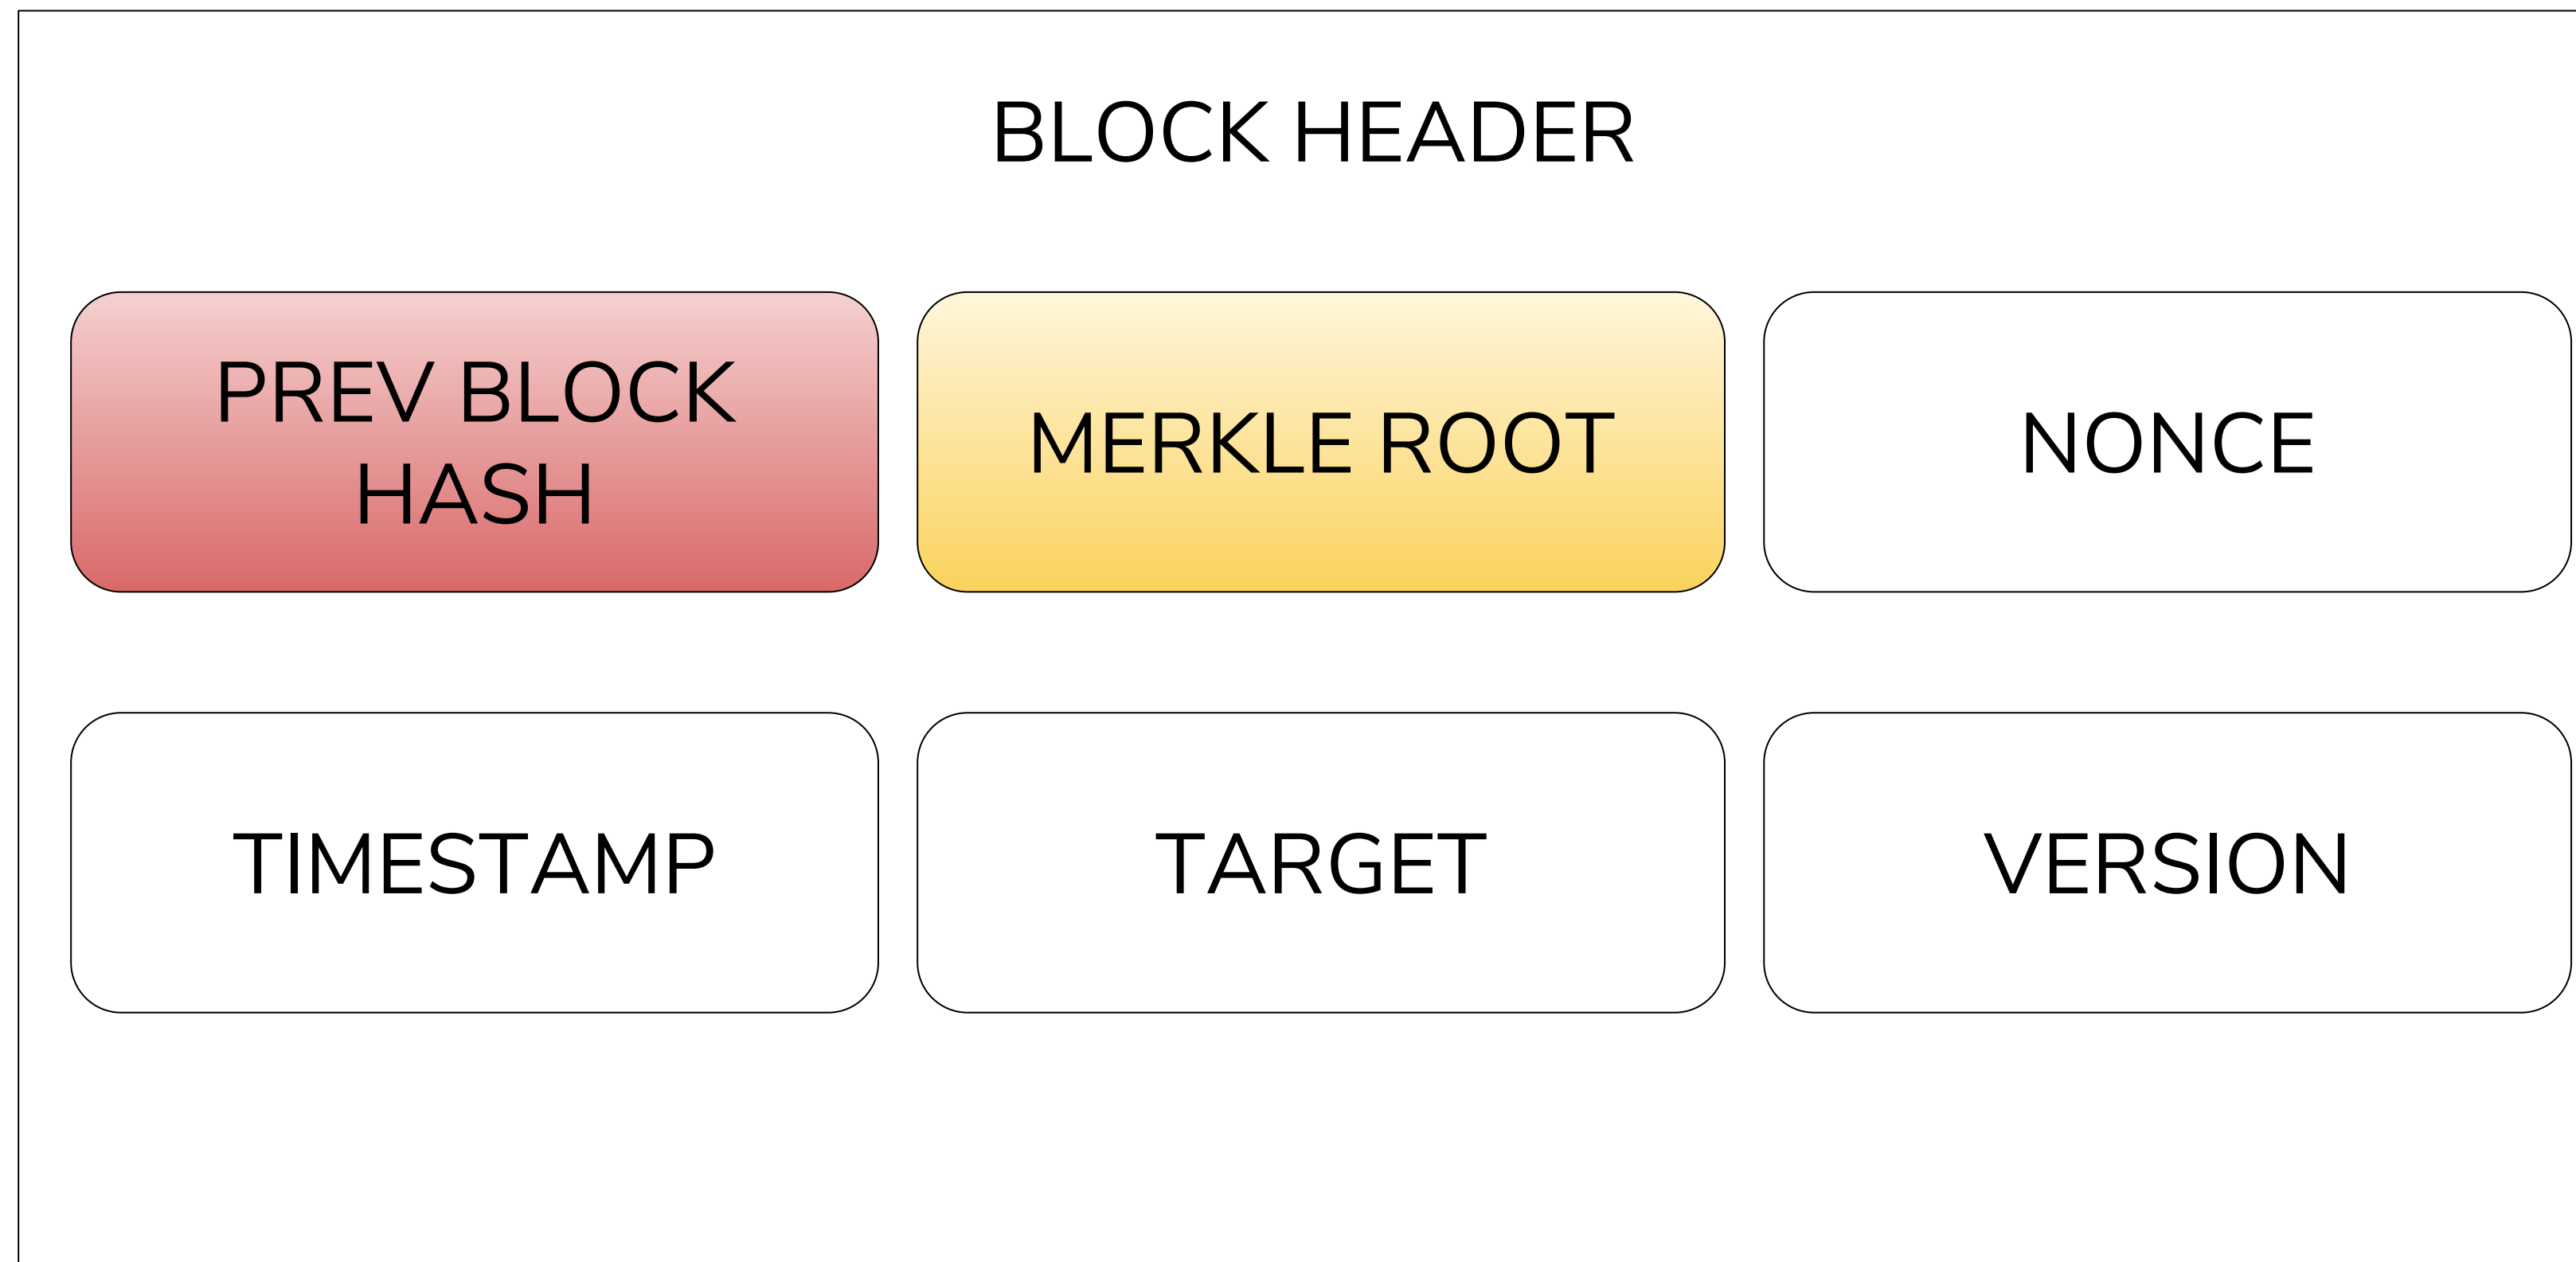 BLOCK HEADER
PREV BLOCK
HASH
MERKLE ROOT
NONCE
TIMESTAMP
TARGET
VERSION